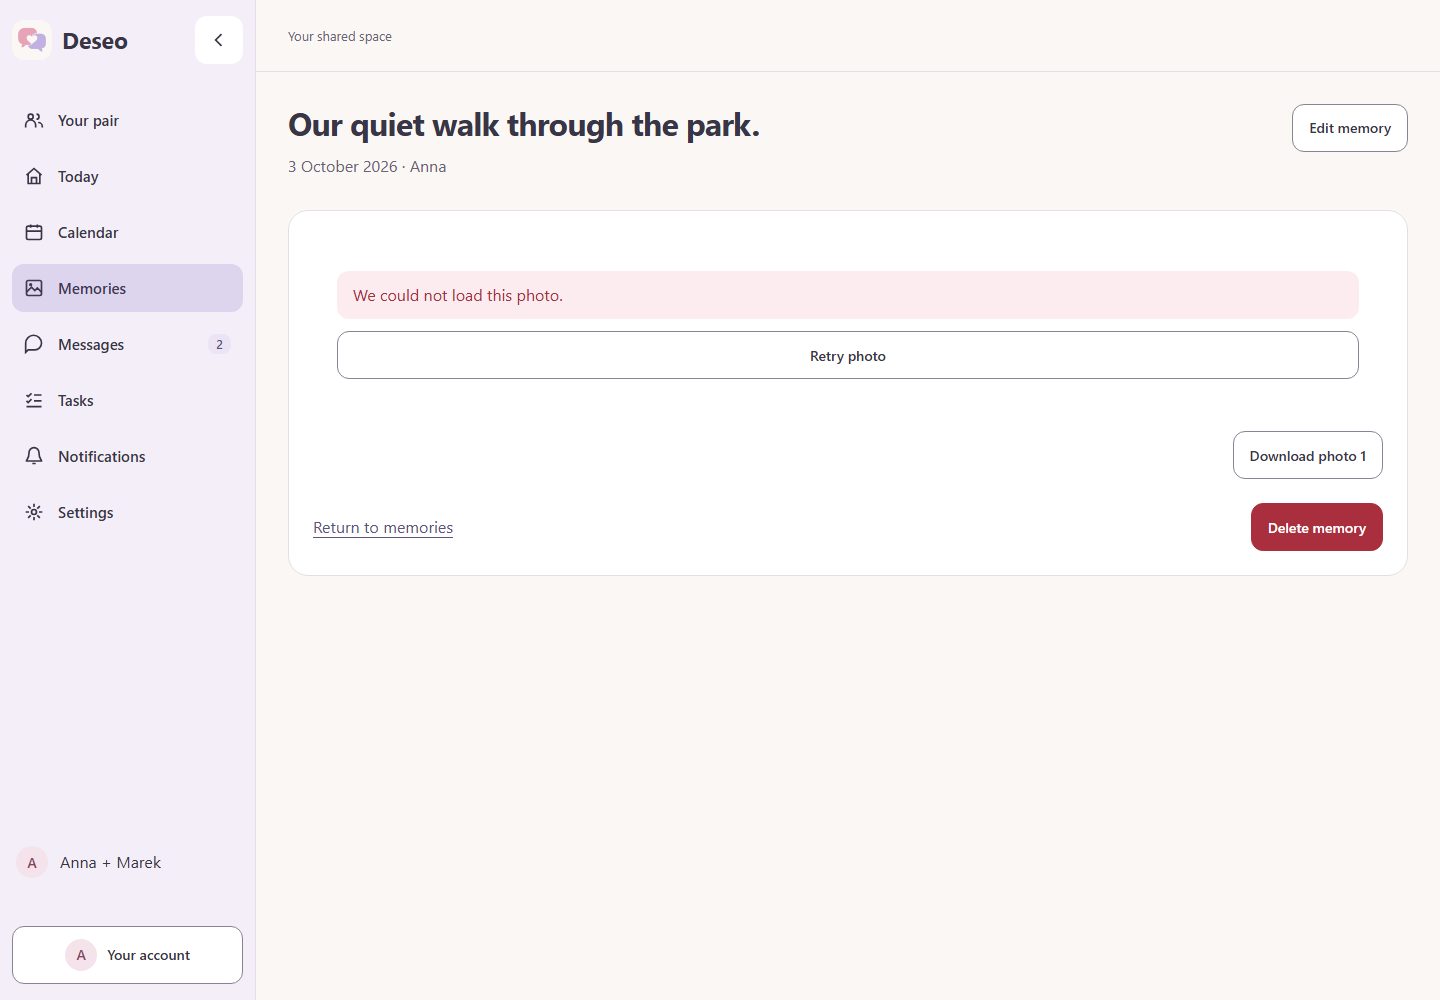 Deseo
Your pair
Today
Calendar
Memories
Messages 2
Tasks
Notifications
Settings
A Anna + Marek
A Your account
Your shared space
Our quiet walk through the park.
Edit memory
3 October 2026 · Anna
We could not load this photo.
Retry photo
Download photo 1
Return to memories
Delete memory